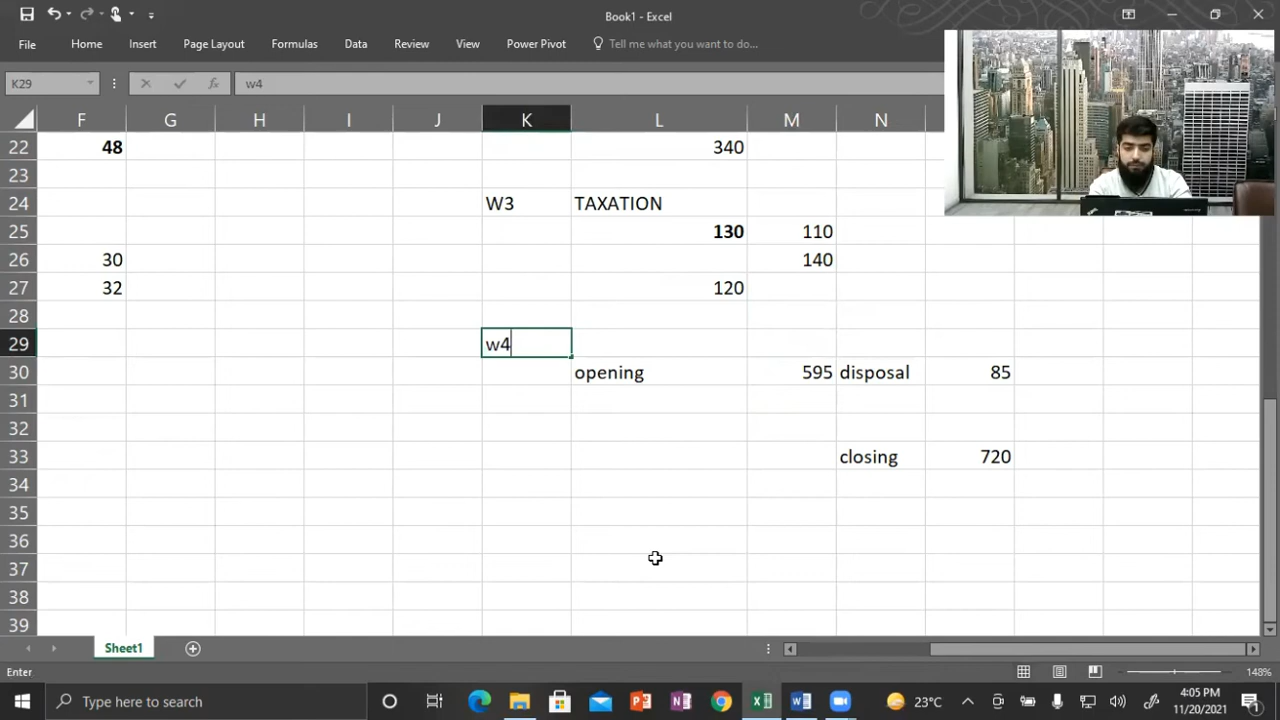 Book1 - Excel
File Home Insert Page Layout Formulas Data Review View Power Pivot Tell me what you want to do...
K29 fx w4
F G H I J K L M N
22 48 340
23
24 W3 TAXATION
25 130 110
26 30 140
27 32 120
28
29 w4
30 opening 595 disposal 85
31
32
33 closing 720
34
35
36
37
38
39
Sheet1
Enter 148%
Type here to search 23°C 4:05 PM
11/20/2021 1